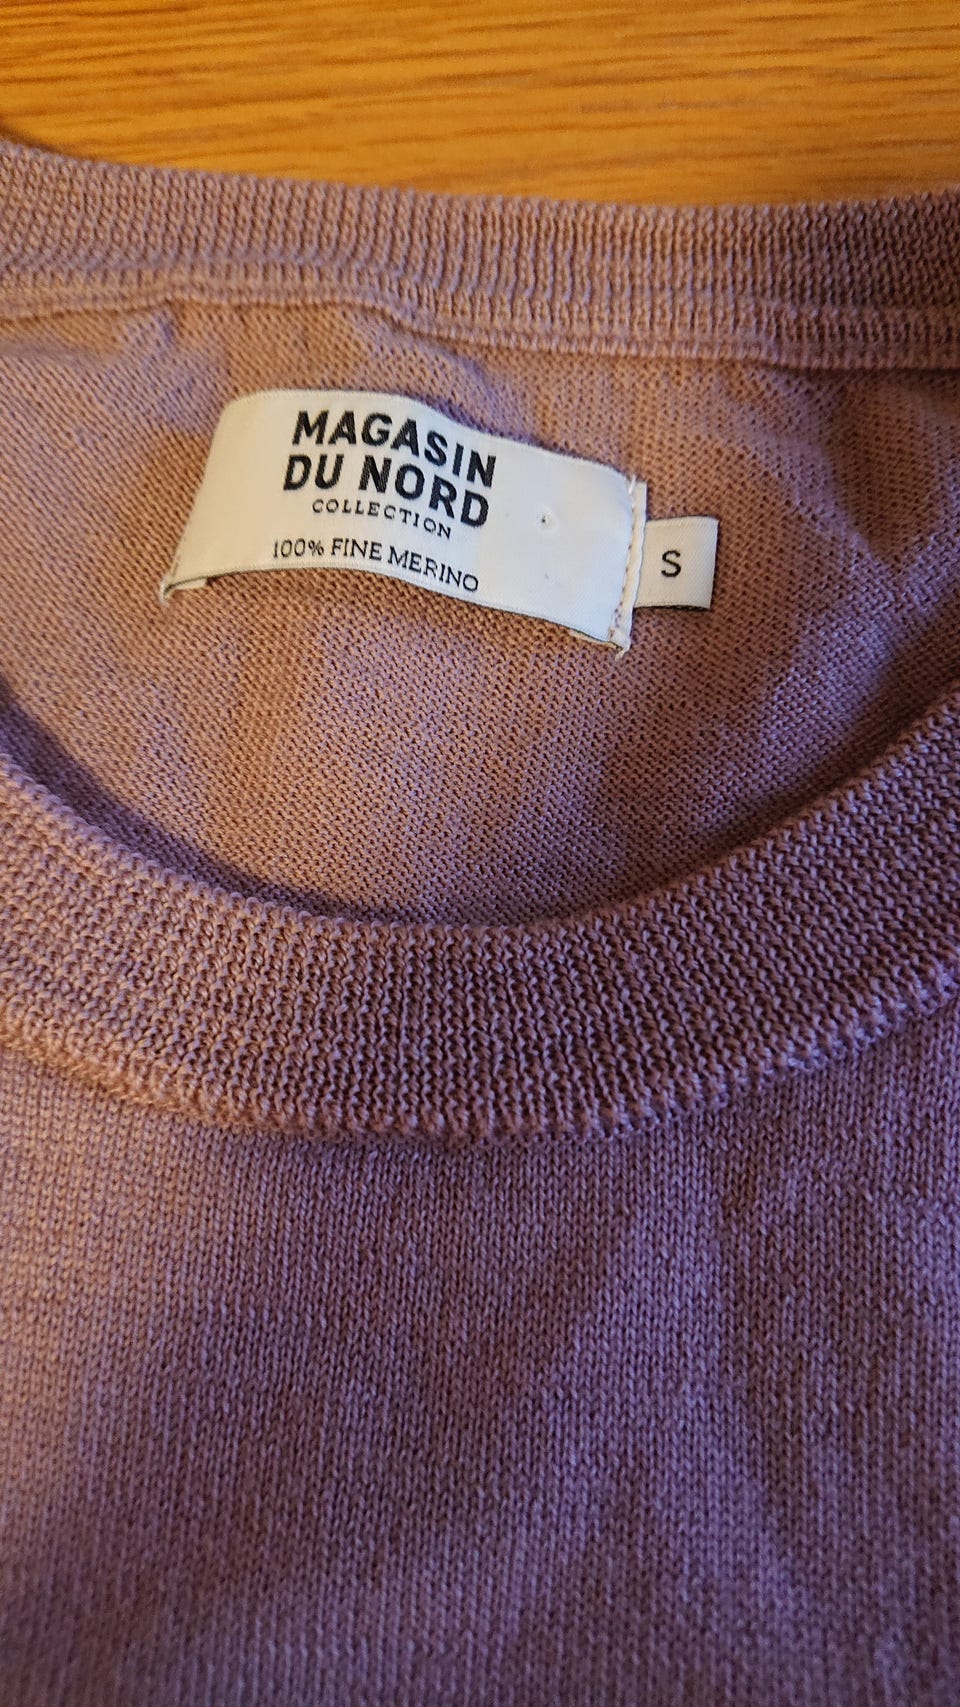 MAGASIN
DU NORD
COLLECTION
100% FINE MERINO
S